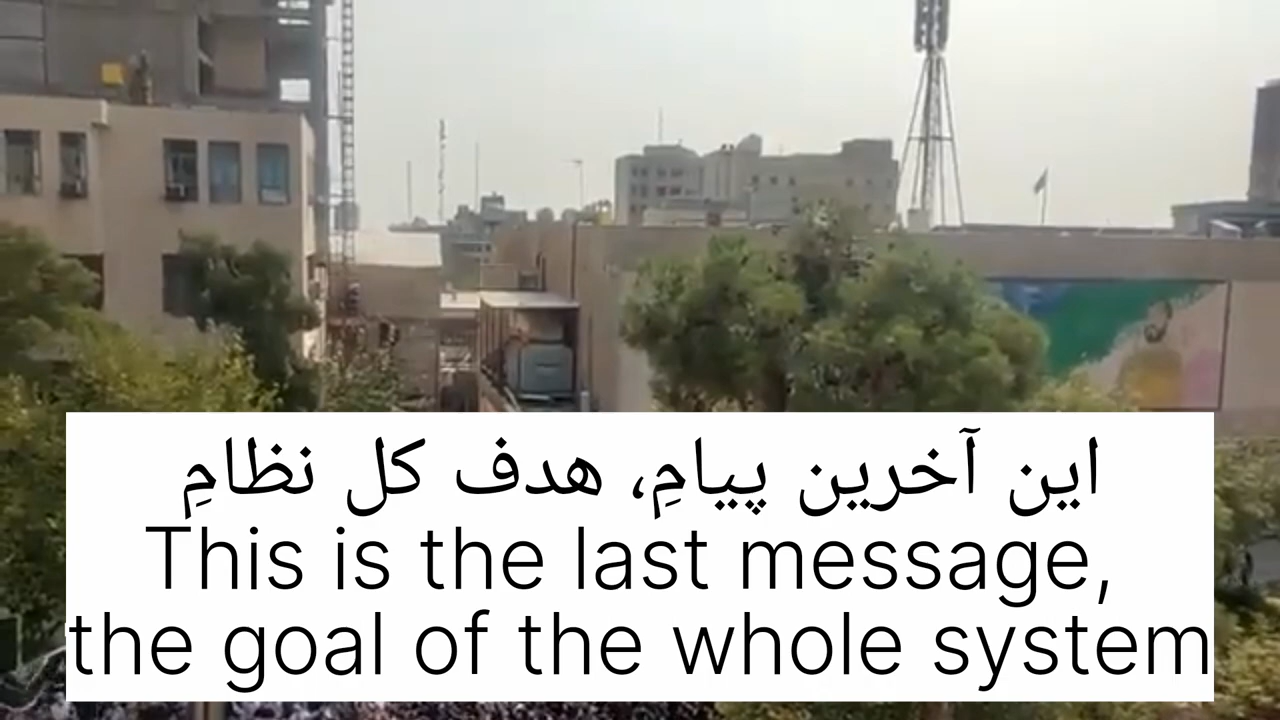 این آخرین پیامِ، هدف کل نظامِ
This is the last message,
the goal of the whole system